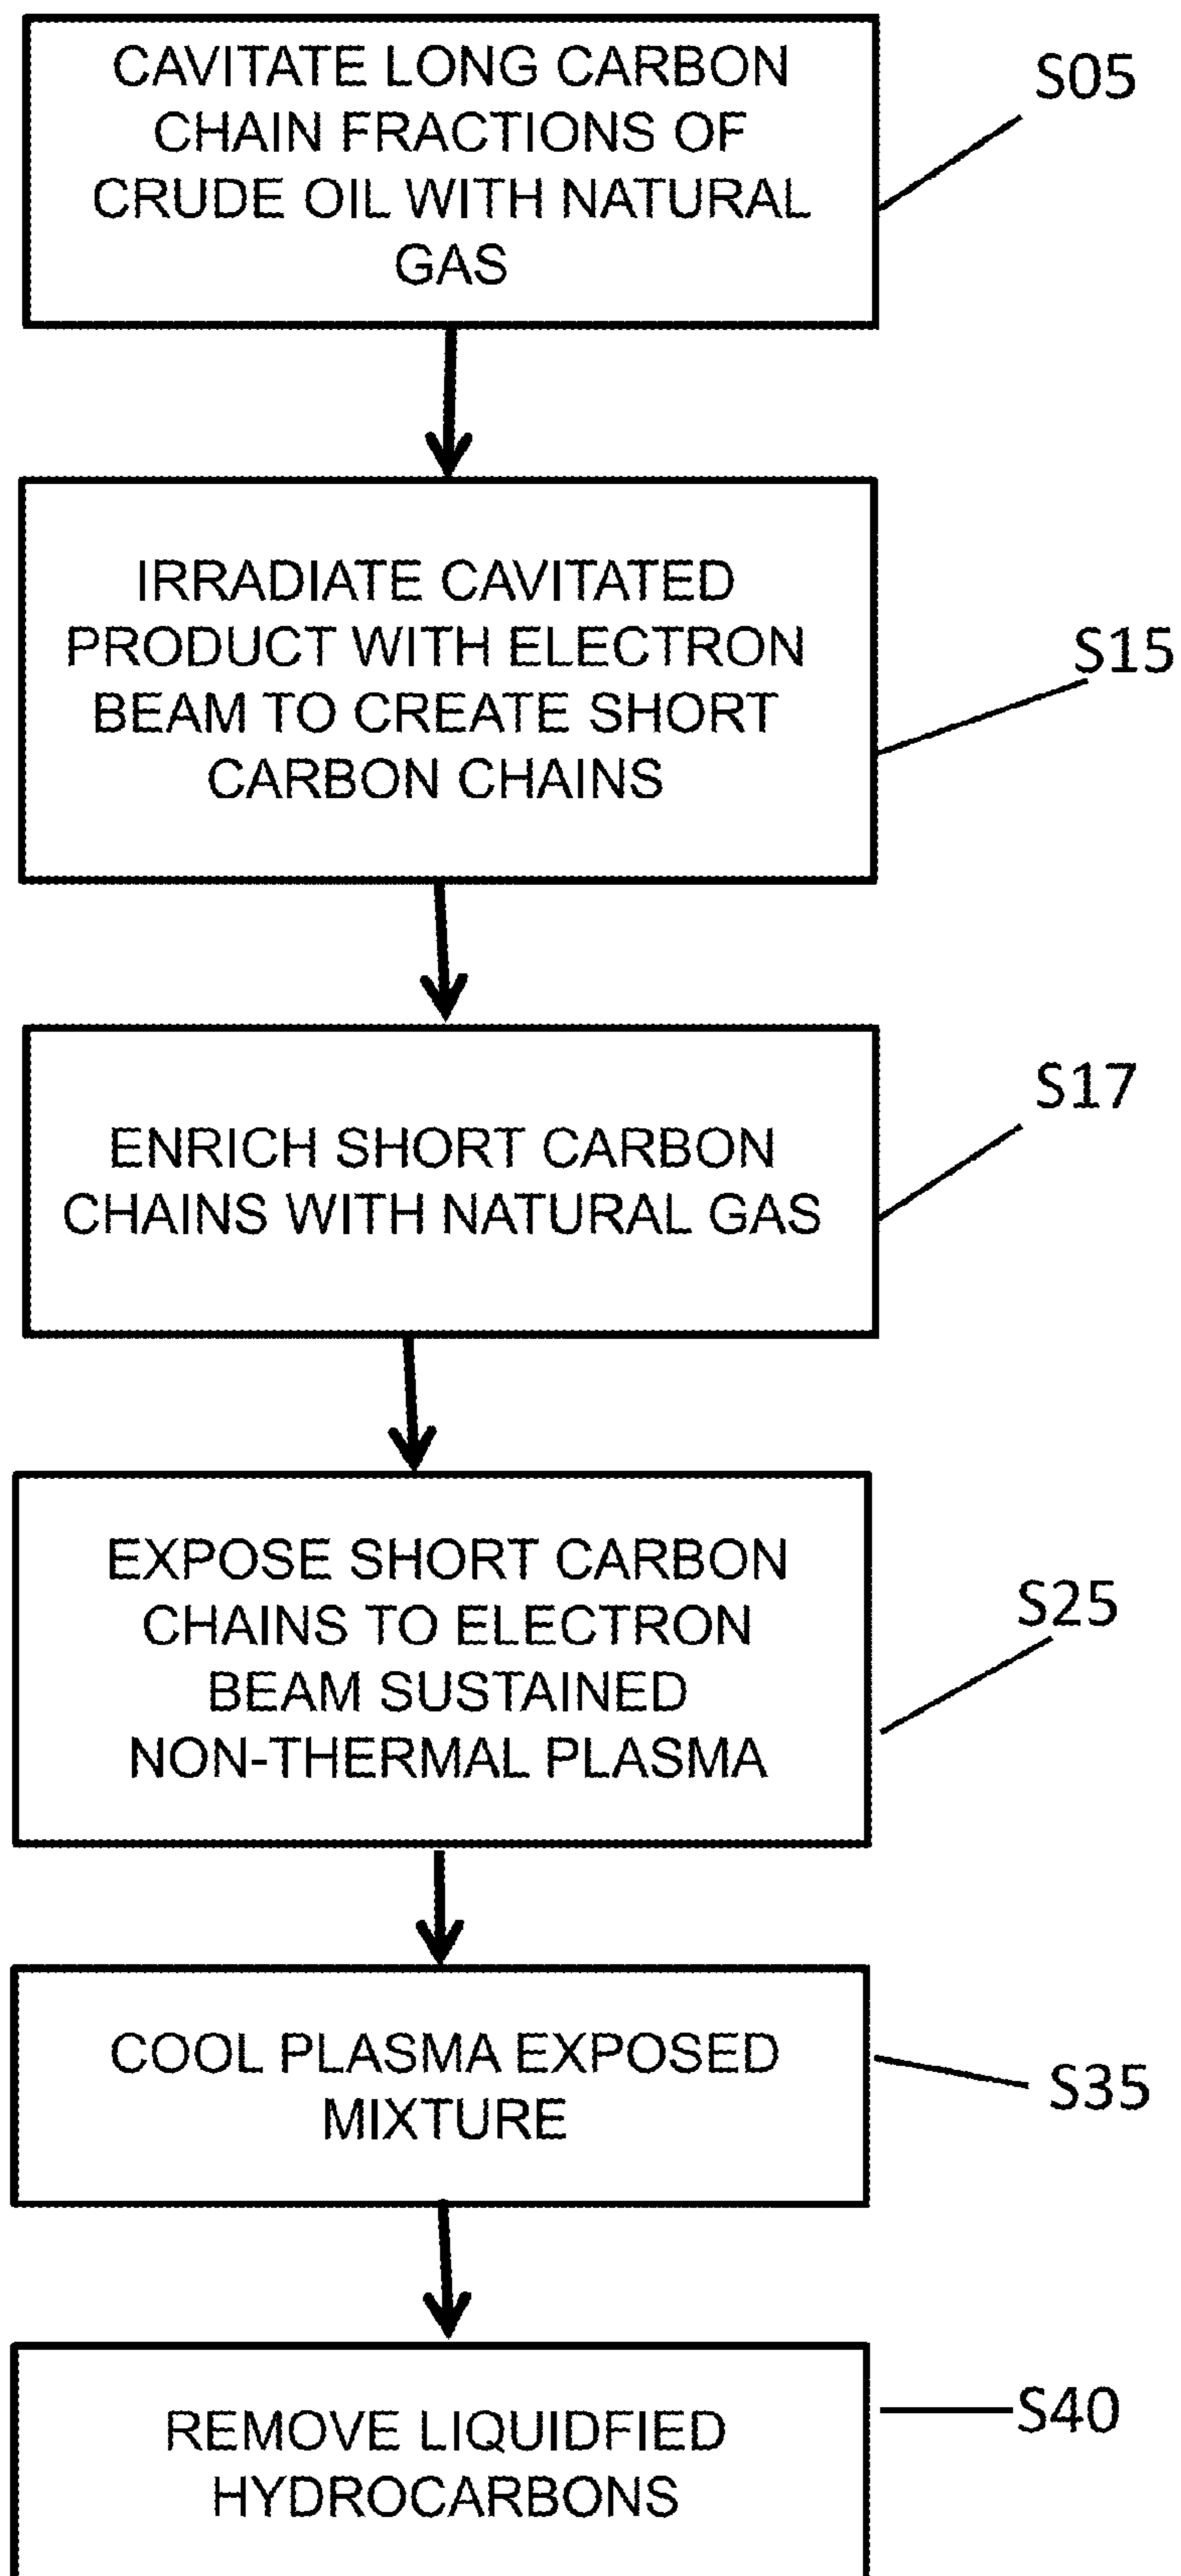 CAVITATE LONG CARBON
CHAIN FRACTIONS OF
CRUDE OIL WITH NATURAL
GAS
S05
IRRADIATE CAVITATED
PRODUCT WITH ELECTRON
BEAM TO CREATE SHORT
CARBON CHAINS
S15
ENRICH SHORT CARBON
CHAINS WITH NATURAL GAS
S17
EXPOSE SHORT CARBON
CHAINS TO ELECTRON
BEAM SUSTAINED
NON-THERMAL PLASMA
S25
COOL PLASMA EXPOSED
MIXTURE
S35
REMOVE LIQUIDFIED
HYDROCARBONS
S40